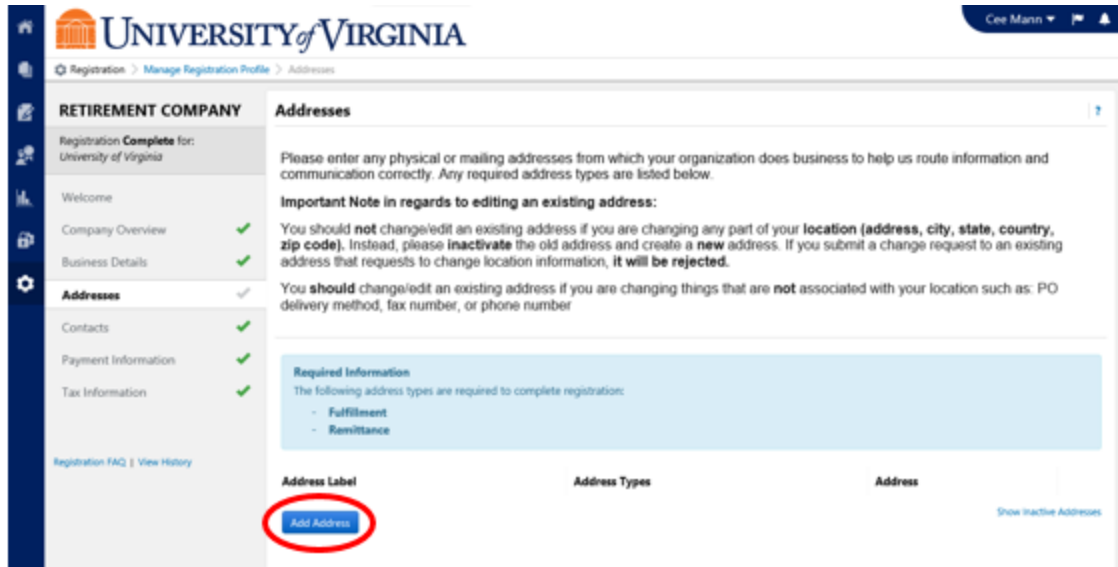 UNIVERSITY of VIRGINIA
Cee Mann
Registration > Manage Registration Profile > Addresses
RETIREMENT COMPANY
Registration Complete for:
University of Virginia
Welcome
Company Overview
Business Details
Addresses
Contacts
Payment Information
Tax Information
Registration FAQ | View History
Addresses
?
Please enter any physical or mailing addresses from which your organization does business to help us route information and
communication correctly. Any required address types are listed below.
Important Note in regards to editing an existing address:
You should not change/edit an existing address if you are changing any part of your location (address, city, state, country,
zip code). Instead, please inactivate the old address and create a new address. If you submit a change request to an existing
address that requests to change location information, it will be rejected.
You should change/edit an existing address if you are changing things that are not associated with your location such as: PO
delivery method, fax number, or phone number
Required Information
The following address types are required to complete registration:
- Fulfillment
- Remittance
Address Label Address Types Address
Add Address
Show Inactive Addresses